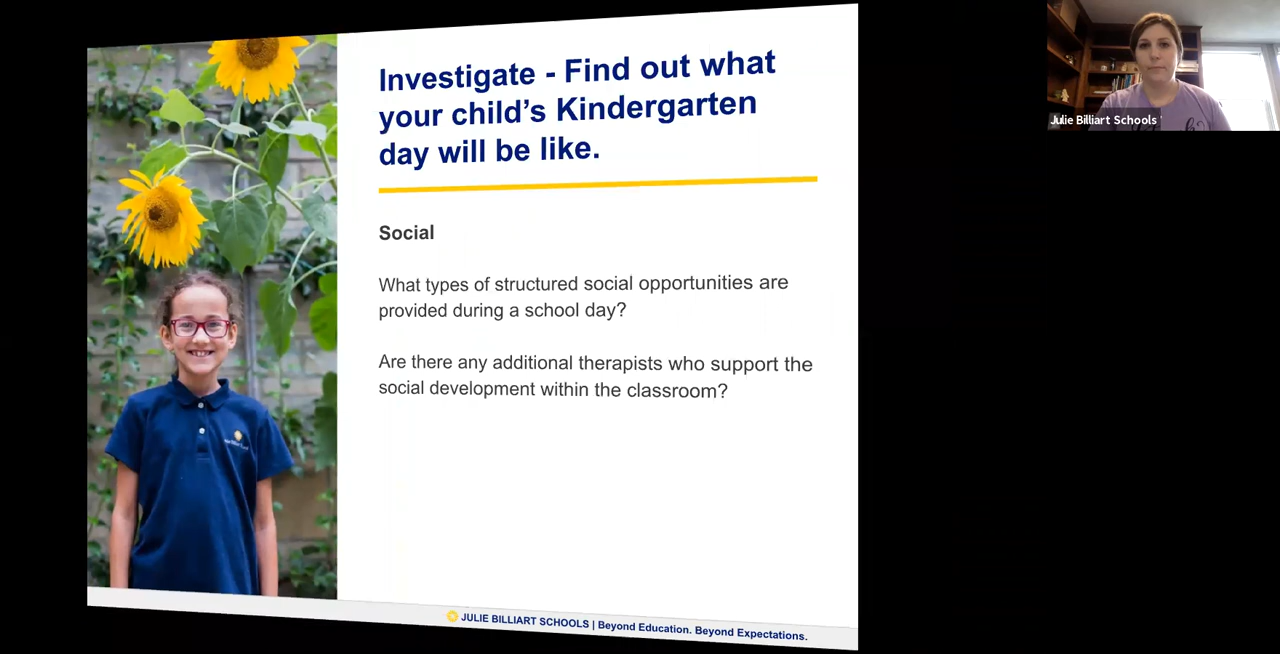 Investigate - Find out what
your child's Kindergarten
day will be like.
Social
What types of structured social opportunities are
provided during a school day?
Are there any additional therapists who support the
social development within the classroom?
JULIE BILLIART SCHOOLS | Beyond Education. Beyond Expectations.
Julie Billiart Schools